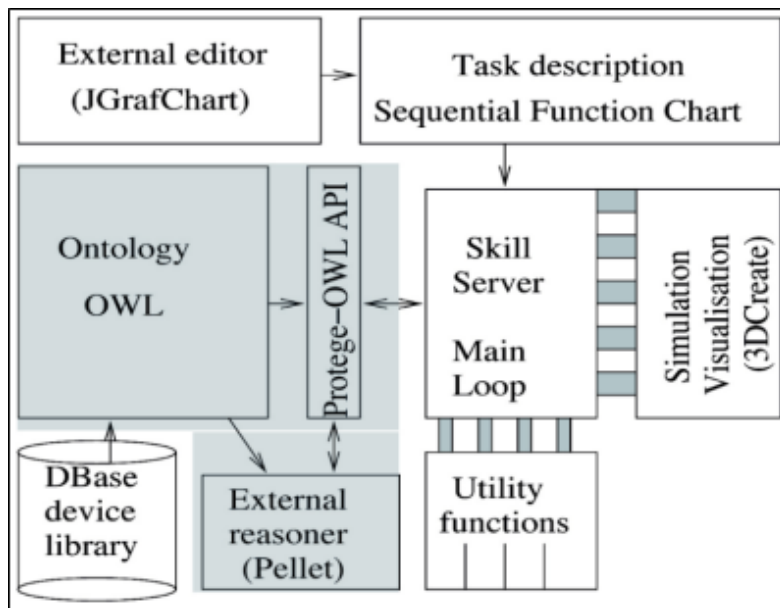 External editor
(JGrafChart)
Task description
Sequential Function Chart
Ontology
OWL
Protege-OWL API
Skill
Server
Main
Loop
Simulation
Visualisation
(3DCreate)
DBase
device
library
External
reasoner
(Pellet)
Utility
functions